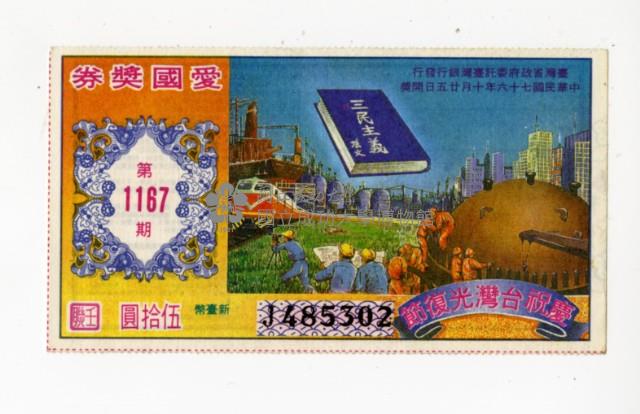 愛國獎券
第
1167
期
伍拾圓
新臺幣
臺灣省政府委託臺灣銀行發行
中華民國七十六年十月廿五日開獎
三民主義
孫文
J485302
慶祝台灣光復節